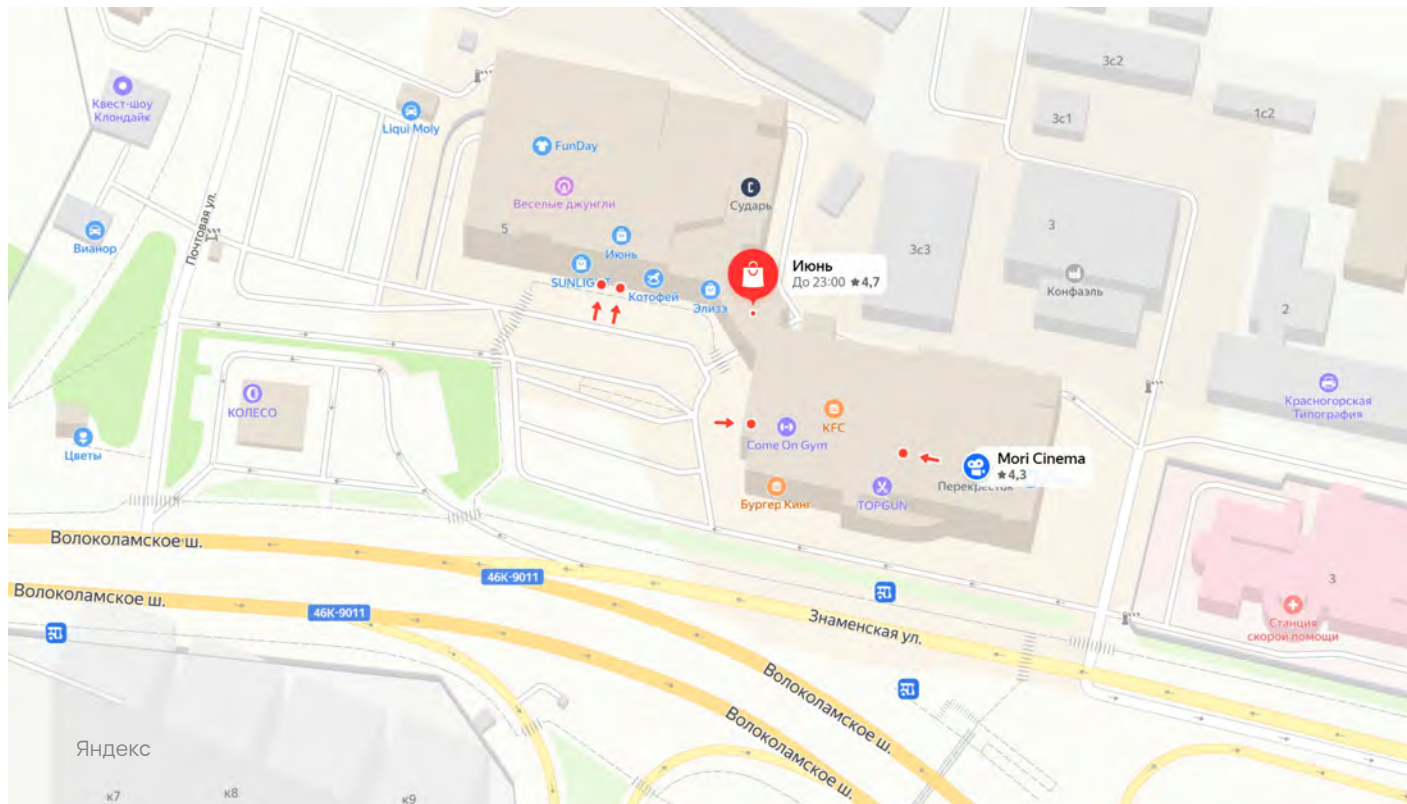 3с2
Квест-шоу
Клондайк
1с2
3с1
Liqui Moly
FunDay
Веселые джунгли
Сударь
Почтовая ул.
5
3
Вианор
Июнь
3с3
Июнь
До 23:00 ★4,7
SUNLIGHT
Котофей
Элизэ
Конфаэль
2
КОЛЕСО
Красногорская
Типография
KFC
Come On Gym
Цветы
Mori Cinema
★4,3
Перекресток
Бургер Кинг
TOPGUN
Волоколамское ш.
46К-9011
3
Волоколамское ш.
46К-9011
Знаменская ул.
Станция
скорой помощи
Волоколамское ш.
Волоколамское ш.
Яндекс
к7
к8
к9